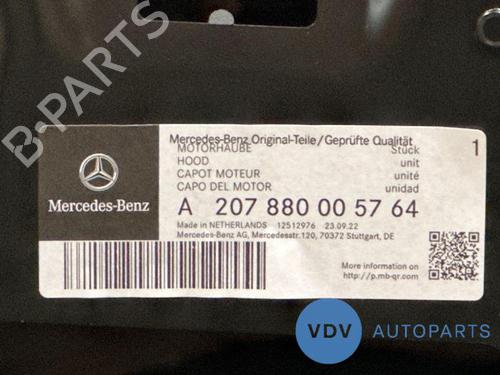 B-PARTS
Mercedes-Benz Original-Teile/Geprüfte Qualität
MOTORHAUBE Stück 1
HOOD unit
CAPOT MOTEUR unité
CAPO DEL MOTOR unidad
Mercedes-Benz
A 207 880 00 57 64
Made in NETHERLANDS 12512976 23.09.22
Mercedes-Benz AG, Mercedesstr.120, 70372 Stuttgart, DE
More information on
http://p.mb-qr.com
VDV AUTOPARTS